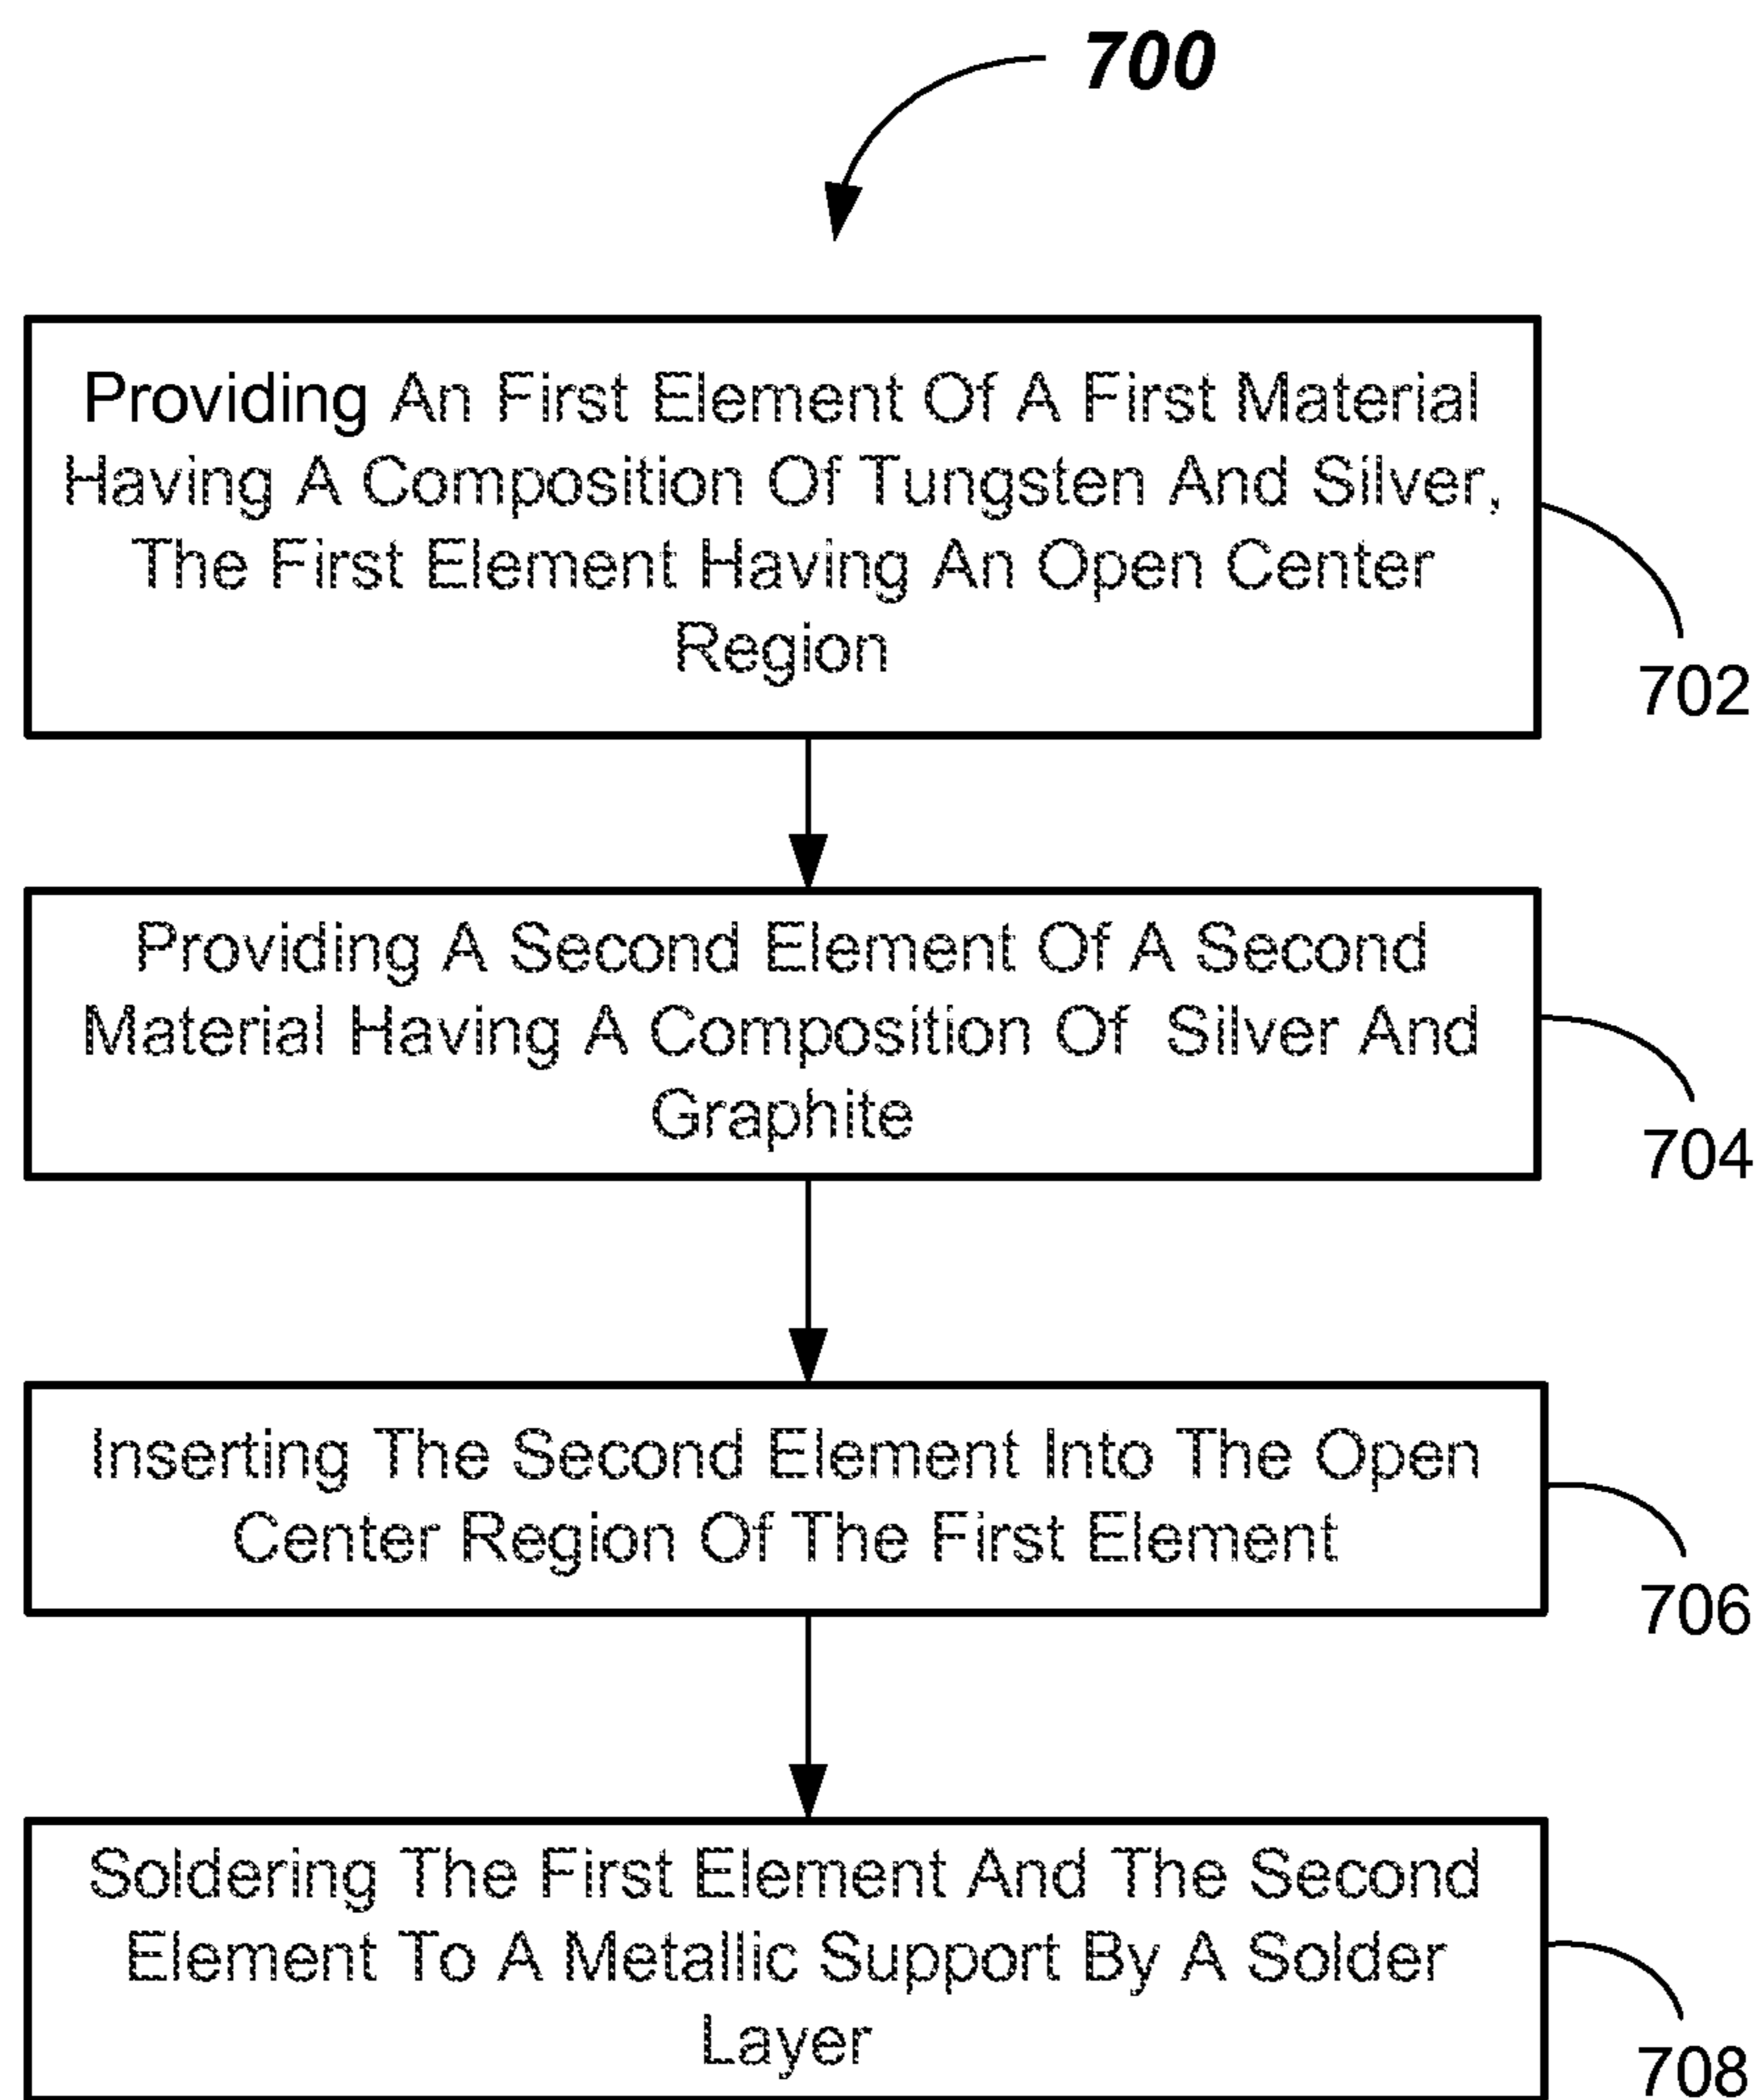 700
Providing An First Element Of A First Material
Having A Composition Of Tungsten And Silver,
The First Element Having An Open Center
Region
702
Providing A Second Element Of A Second
Material Having A Composition Of Silver And
Graphite
704
Inserting The Second Element Into The Open
Center Region Of The First Element
706
Soldering The First Element And The Second
Element To A Metallic Support By A Solder
Layer
708